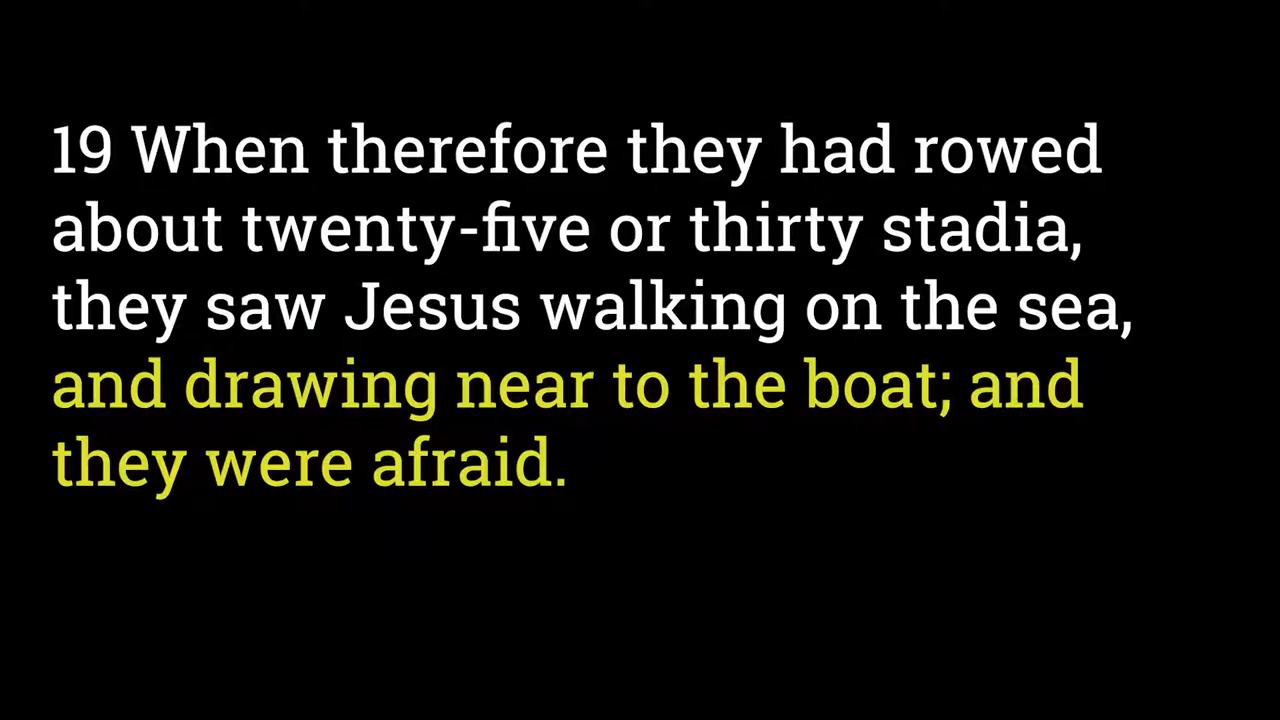 19 When therefore they had rowed
about twenty-five or thirty stadia,
they saw Jesus walking on the sea,
and drawing near to the boat; and
they were afraid.